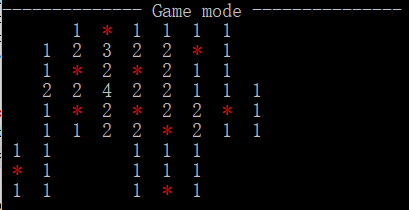 -------------- Game mode ---------------
1 * 1 1 1 1
1 2 3 2 2 * 1
1 * 2 * 2 1 1
2 2 4 2 2 1 1 1
1 * 2 * 2 2 * 1
1 1 2 2 * 2 1 1
1 1 1 1 1
* 1 1 1 1
1 1 1 * 1